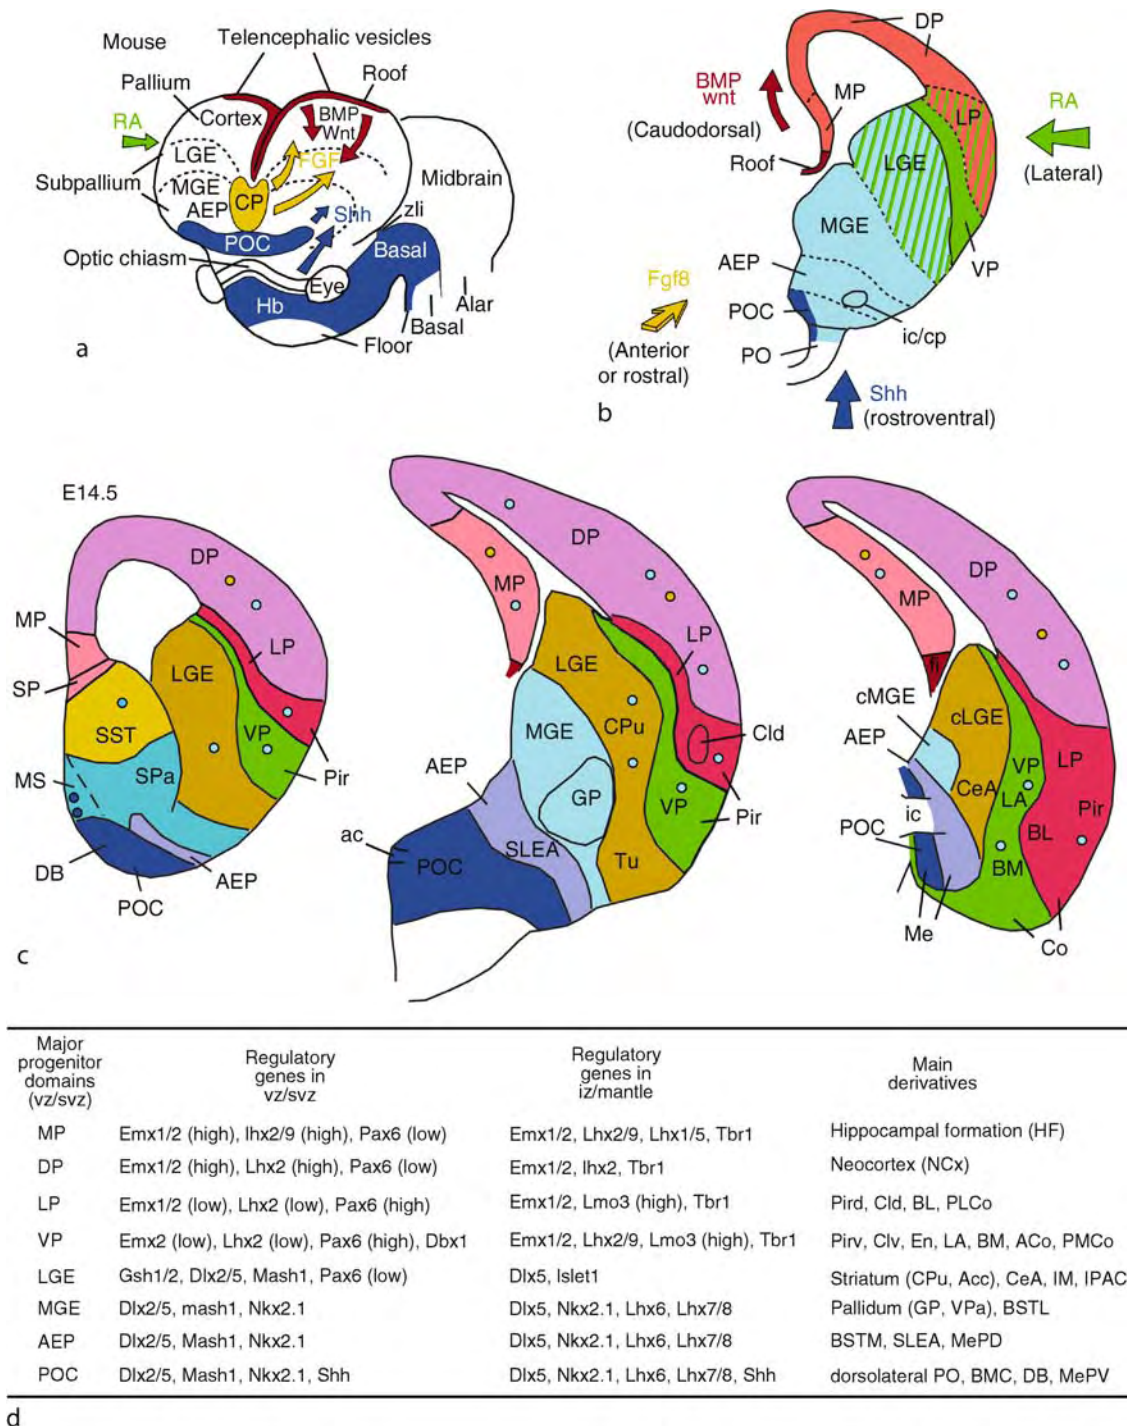 Mouse
Telencephalic vesicles
Pallium
Roof
RA
Cortex
BMP
Wnt
LGE
FGF
Subpallium
MGE
CP
Midbrain
AEP
Shh
zli
POC
Optic chiasm
Basal
Eye
Hb
Alar
Basal
Floor
a
DP
BMP
wnt
MP
RA
(Caudodorsal)
LP
Roof
LGE
(Lateral)
MGE
AEP
VP
Fgf8
POC
ic/cp
(Anterior
or rostral)
PO
Shh
(rostroventral)
b
E14.5
DP
MP
LP
SP
LGE
SST
VP
MS
SPa
Pir
DB
AEP
POC
DP
MP
LP
LGE
MGE
CPu
Cld
AEP
GP
VP
Pir
ac
SLEA
POC
Tu
DP
MP
fi
cMGE
cLGE
AEP
VP
LP
CeA
LA
Pir
ic
POC
BL
BM
Me
Co
c
Major
progenitor
domains
(vz/svz)
Regulatory
genes in
vz/svz
Regulatory
genes in
iz/mantle
Main
derivatives
MP Emx1/2 (high), lhx2/9 (high), Pax6 (low) Emx1/2, Lhx2/9, Lhx1/5, Tbr1 Hippocampal formation (HF)
DP Emx1/2 (high), Lhx2 (high), Pax6 (low) Emx1/2, lhx2, Tbr1 Neocortex (NCx)
LP Emx1/2 (low), Lhx2 (low), Pax6 (high) Emx1/2, Lmo3 (high), Tbr1 Pird, Cld, BL, PLCo
VP Emx2 (low), Lhx2 (low), Pax6 (high), Dbx1 Emx1/2, Lhx2/9, Lmo3 (high), Tbr1 Pirv, Clv, En, LA, BM, ACo, PMCo
LGE Gsh1/2, Dlx2/5, Mash1, Pax6 (low) Dlx5, Islet1 Striatum (CPu, Acc), CeA, IM, IPAC
MGE Dlx2/5, mash1, Nkx2.1 Dlx5, Nkx2.1, Lhx6, Lhx7/8 Pallidum (GP, VPa), BSTL
AEP Dlx2/5, Mash1, Nkx2.1 Dlx5, Nkx2.1, Lhx6, Lhx7/8 BSTM, SLEA, MePD
POC Dlx2/5, Mash1, Nkx2.1, Shh Dlx5, Nkx2.1, Lhx6, Lhx7/8, Shh dorsolateral PO, BMC, DB, MePV
d